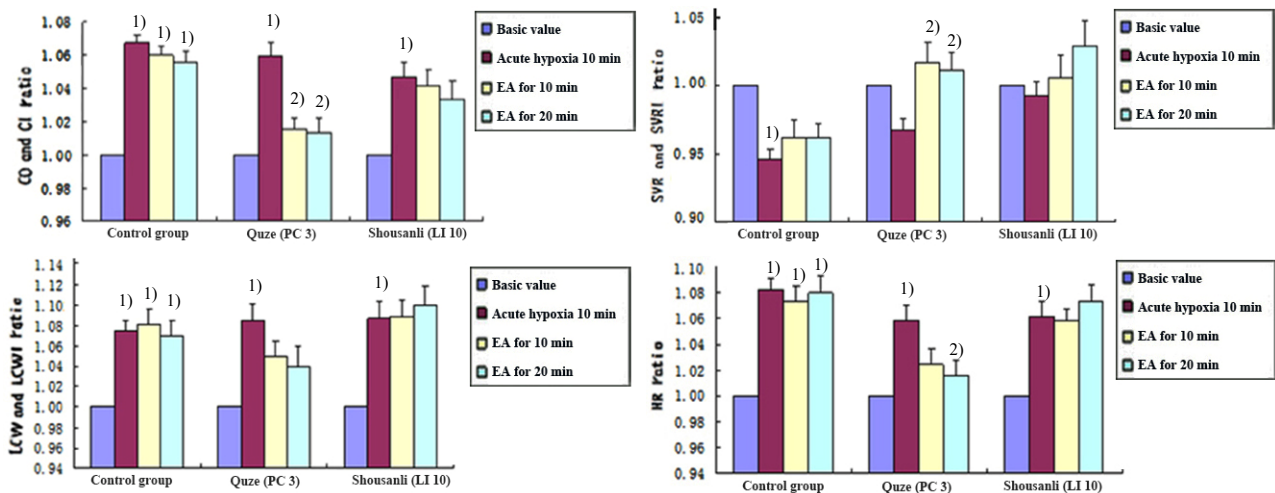 CO and CI ratio
1.08
1.06
1.04
1.02
1.00
0.98
0.96
1) 1) 1)
1) 2) 2)
1)
Control group Quze (PC 3) Shousanli (LI 10)
Basic value
Acute hypoxia 10 min
EA for 10 min
EA for 20 min
SVR and SVRI ratio
1.05
1.00
0.95
0.90
1)
2) 2)
Control group Quze (PC 3) Shousanli (LI 10)
Basic value
Acute hypoxia 10 min
EA for 10 min
EA for 20 min
LCW and LCWI ratio
1.14
1.12
1.10
1.08
1.06
1.04
1.02
1.00
0.98
0.96
0.94
1) 1) 1)
1)
1)
Control group Quze (PC 3) Shousanli (LI 10)
Basic value
Acute hypoxia 10 min
EA for 10 min
EA for 20 min
HR ratio
1.10
1.08
1.06
1.04
1.02
1.00
0.98
0.96
0.94
1) 1) 1)
1) 2)
1)
Control group Quze (PC 3) Shousanli (LI 10)
Basic value
Acute hypoxia 10 min
EA for 10 min
EA for 20 min